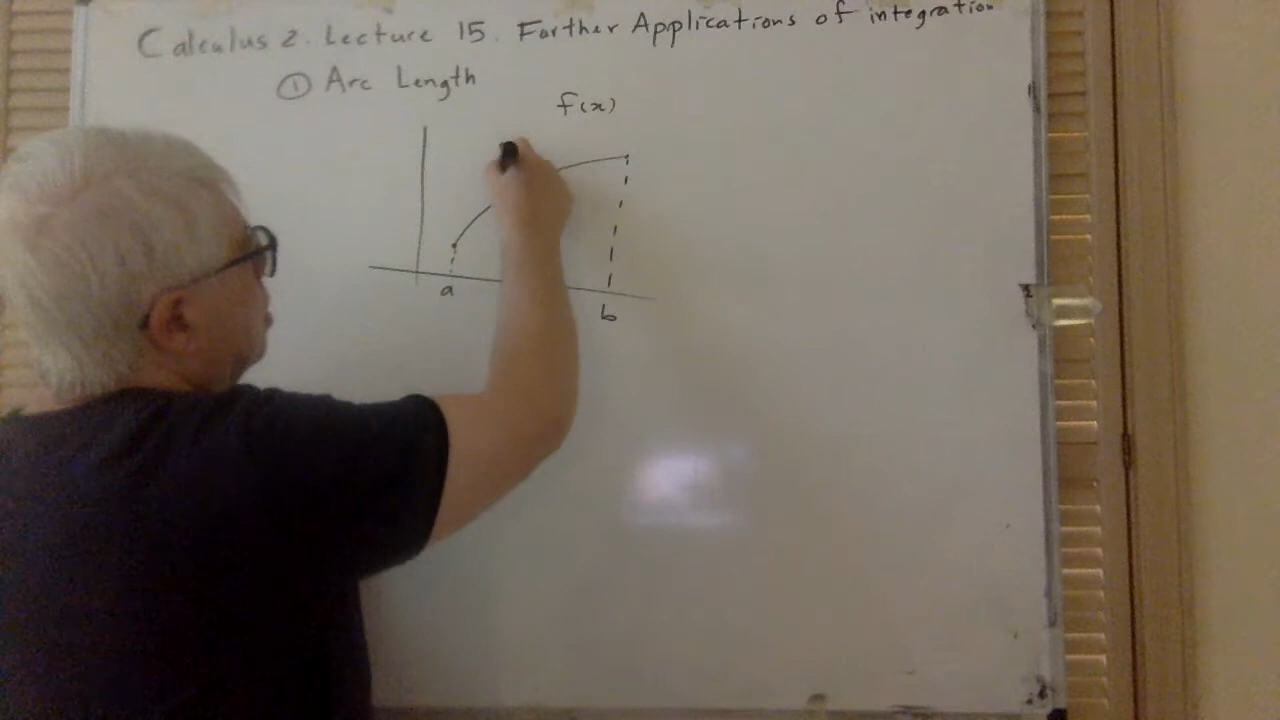 Calculus 2. Lecture 15. Further Applications of integration
① Arc Length
f(x)
a
b